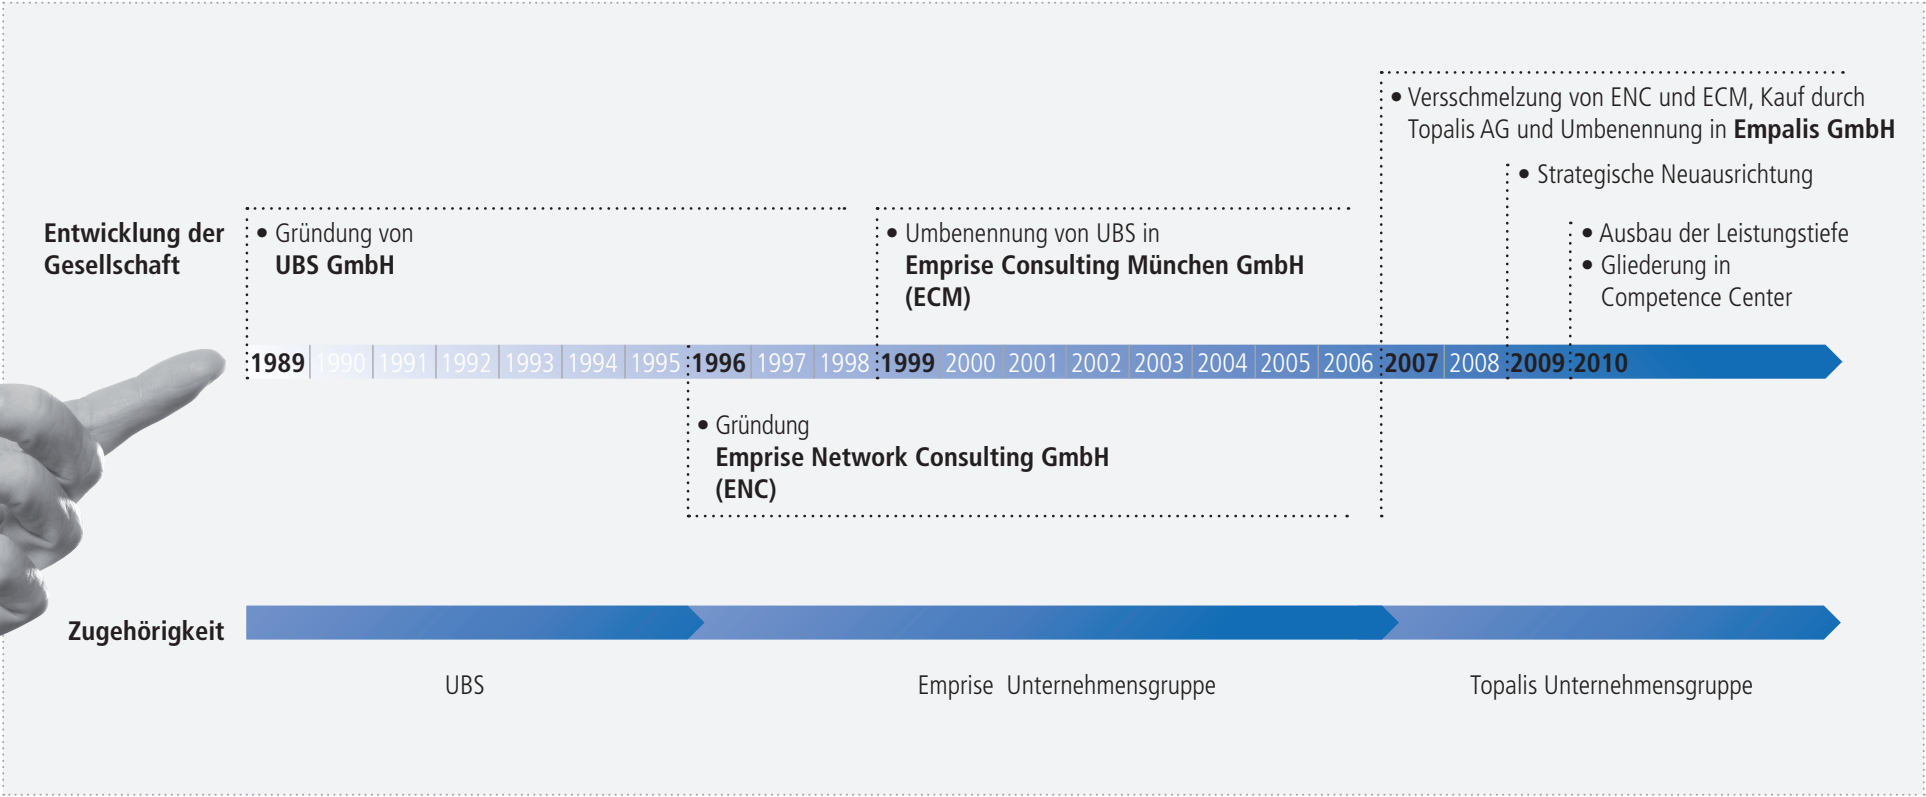 • Versschmelzung von ENC und ECM, Kauf durch
Topalis AG und Umbenennung in Empalis GmbH
• Strategische Neuausrichtung
Entwicklung der
Gesellschaft
• Gründung von
UBS GmbH
• Umbenennung von UBS in
Emprise Consulting München GmbH
(ECM)
• Ausbau der Leistungstiefe
• Gliederung in
Competence Center
1989 1990 1991 1992 1993 1994 1995 1996 1997 1998 1999 2000 2001 2002 2003 2004 2005 2006 2007 2008 2009 2010
• Gründung
Emprise Network Consulting GmbH
(ENC)
Zugehörigkeit
UBS
Emprise Unternehmensgruppe
Topalis Unternehmensgruppe